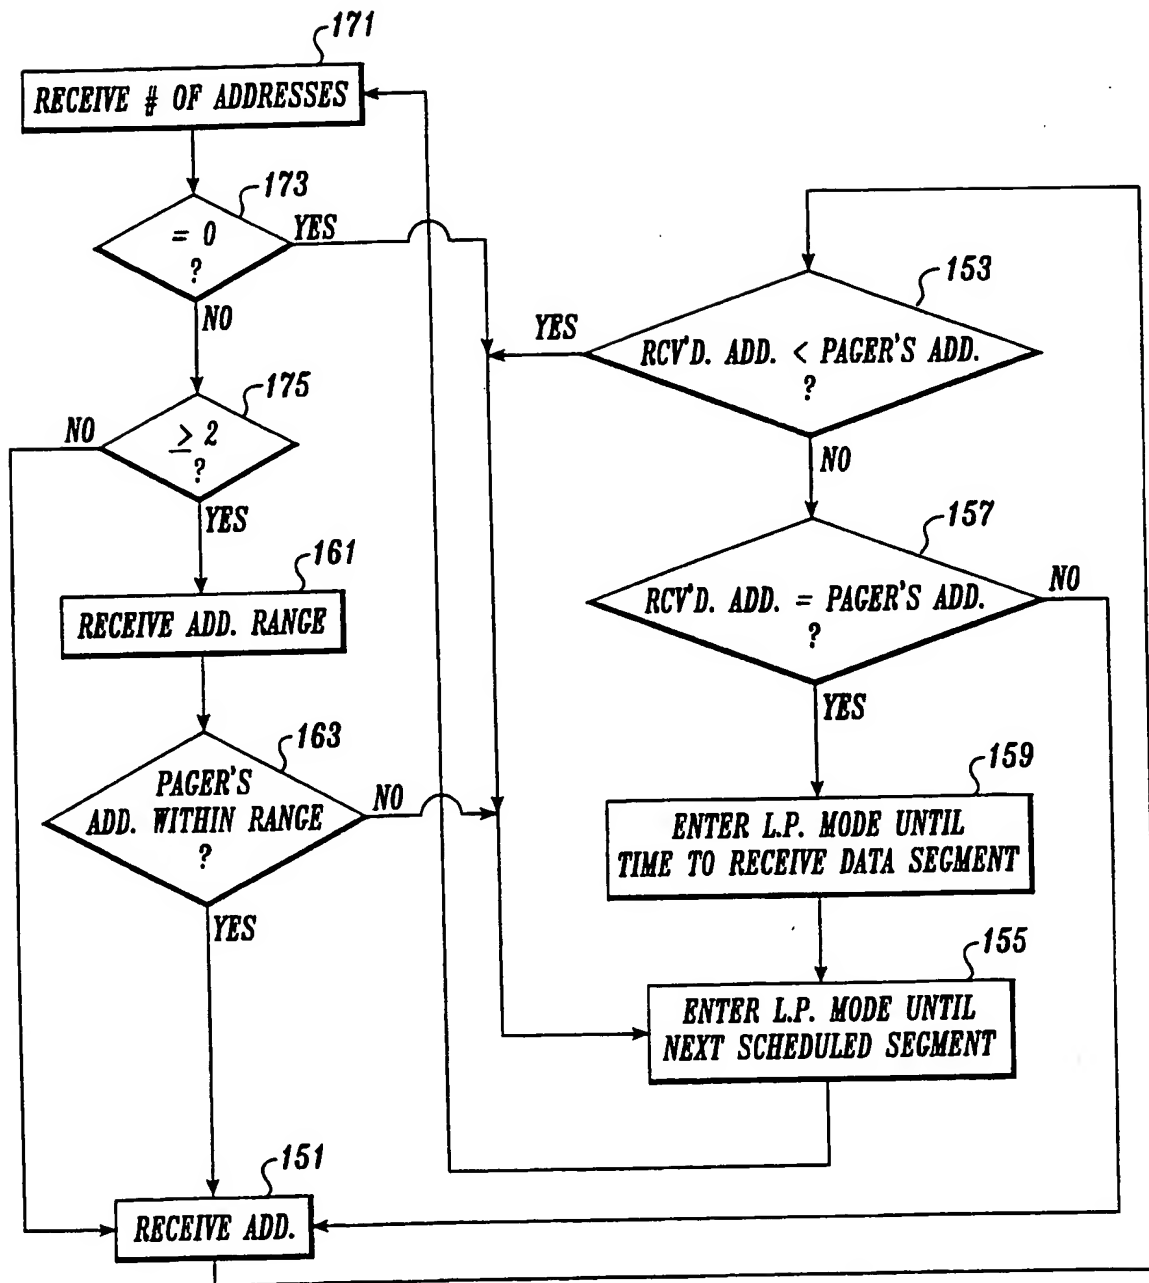 171
RECEIVE # OF ADDRESSES
173
= 0
?
YES
NO
175
≥ 2
?
NO
YES
161
RECEIVE ADD. RANGE
163
PAGER'S
ADD. WITHIN RANGE
?
NO
YES
151
RECEIVE ADD.
153
RCV'D. ADD. < PAGER'S ADD.
?
YES
NO
157
RCV'D. ADD. = PAGER'S ADD.
?
NO
YES
159
ENTER L.P. MODE UNTIL
TIME TO RECEIVE DATA SEGMENT
155
ENTER L.P. MODE UNTIL
NEXT SCHEDULED SEGMENT